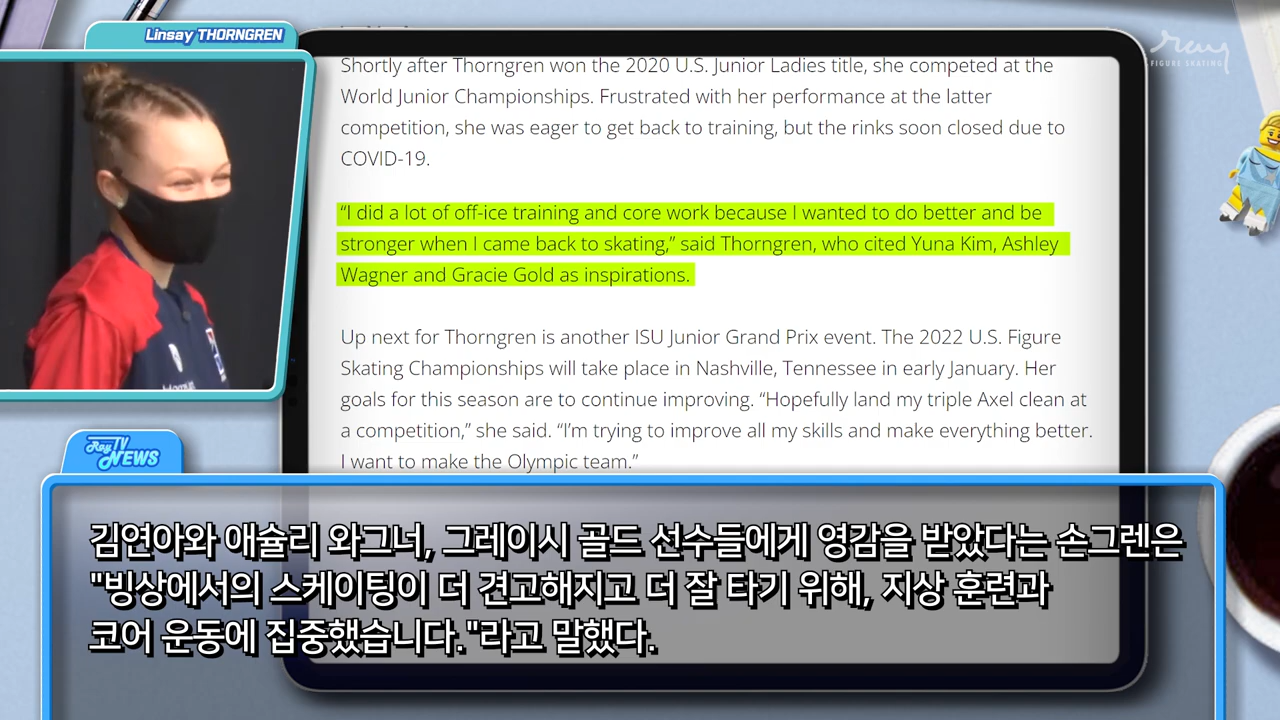 Linsay THORNGREN
Ray
FIGURE SKATING
Shortly after Thorngren won the 2020 U.S. Junior Ladies title, she competed at the
World Junior Championships. Frustrated with her performance at the latter
competition, she was eager to get back to training, but the rinks soon closed due to
COVID-19.
“I did a lot of off-ice training and core work because I wanted to do better and be
stronger when I came back to skating,” said Thorngren, who cited Yuna Kim, Ashley
Wagner and Gracie Gold as inspirations.
Up next for Thorngren is another ISU Junior Grand Prix event. The 2022 U.S. Figure
Skating Championships will take place in Nashville, Tennessee in early January. Her
goals for this season are to continue improving. “Hopefully land my triple Axel clean at
a competition,” she said. “I’m trying to improve all my skills and make everything better.
I want to make the Olympic team.”
Ray TV
NEWS
김연아와 애슐리 와그너, 그레이시 골드 선수들에게 영감을 받았다는 손그렌은
"빙상에서의 스케이팅이 더 견고해지고 더 잘 타기 위해, 지상 훈련과
코어 운동에 집중했습니다."라고 말했다.